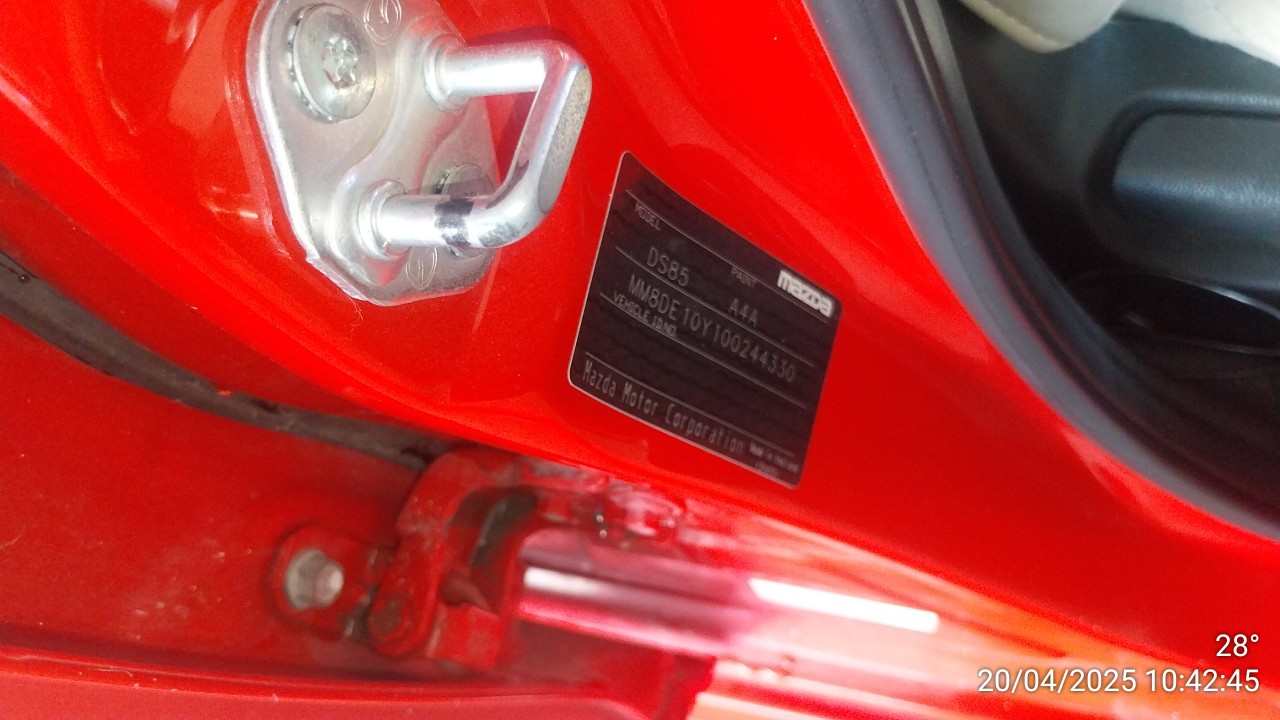 mazda
MODEL PAINT
DS85 A4A
MM8DE10Y100244330
VEHICLE ID.NO.
Mazda Motor Corporation
28°
20/04/2025 10:42:45